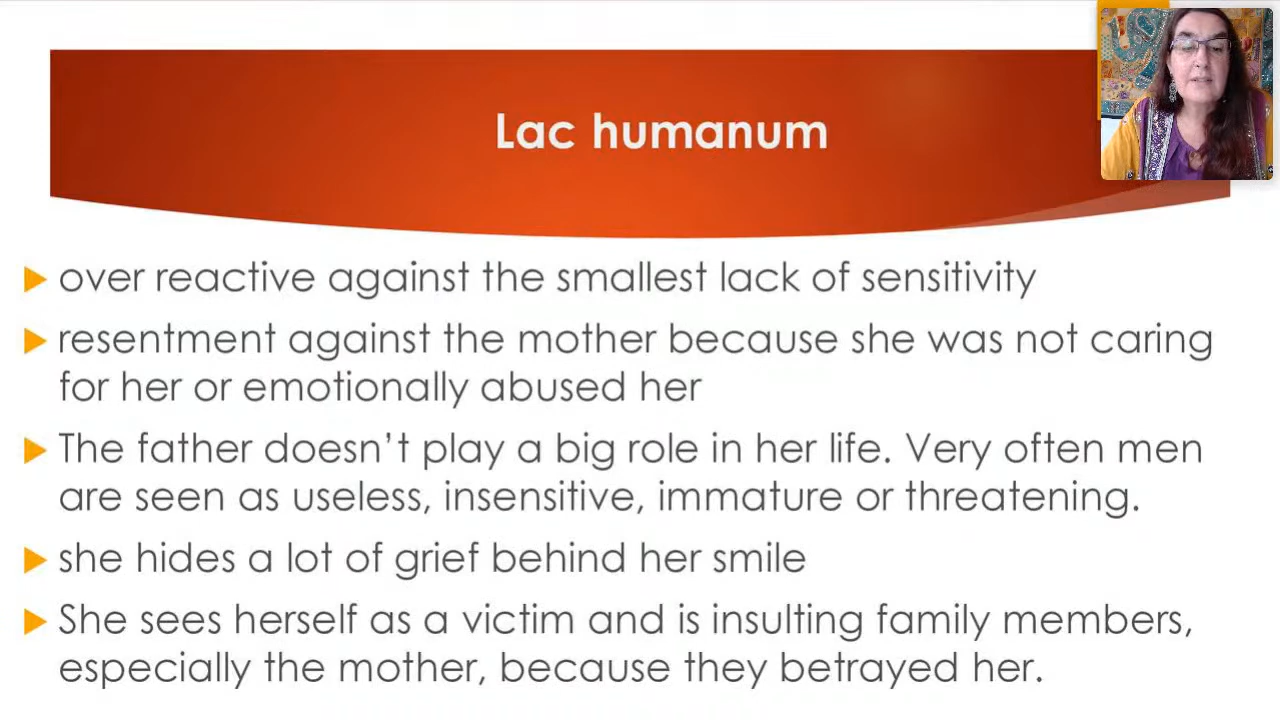 Lac humanum
over reactive against the smallest lack of sensitivity
resentment against the mother because she was not caring
for her or emotionally abused her
The father doesn't play a big role in her life. Very often men
are seen as useless, insensitive, immature or threatening.
she hides a lot of grief behind her smile
She sees herself as a victim and is insulting family members,
especially the mother, because they betrayed her.